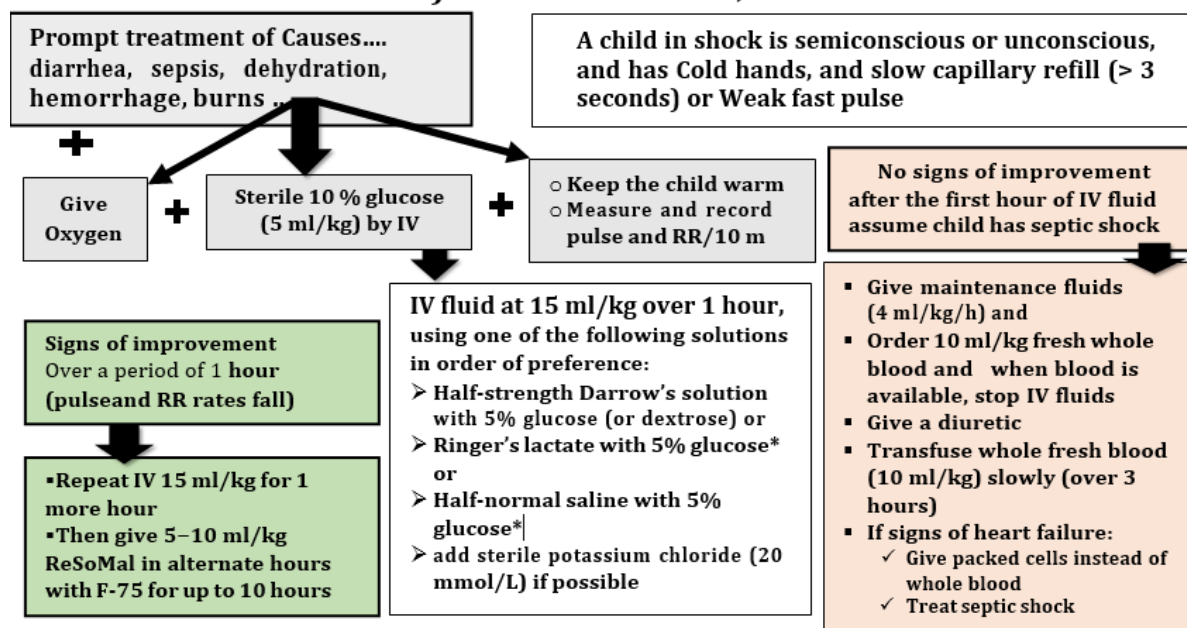 Prompt treatment of Causes....
diarrhea, sepsis, dehydration,
hemorrhage, burns ...
A child in shock is semiconscious or unconscious,
and has Cold hands, and slow capillary refill (> 3
seconds) or Weak fast pulse
+
Give
Oxygen
+
Sterile 10 % glucose
(5 ml/kg) by IV
+
o Keep the child warm
o Measure and record
pulse and RR/10 m
No signs of improvement
after the first hour of IV fluid
assume child has septic shock
Signs of improvement
Over a period of 1 hour
(pulseand RR rates fall)
▪Repeat IV 15 ml/kg for 1
more hour
▪Then give 5–10 ml/kg
ReSoMal in alternate hours
with F-75 for up to 10 hours
IV fluid at 15 ml/kg over 1 hour,
using one of the following solutions
in order of preference:
➢ Half-strength Darrow's solution
with 5% glucose (or dextrose) or
➢ Ringer's lactate with 5% glucose*
or
➢ Half-normal saline with 5%
glucose*
➢ add sterile potassium chloride (20
mmol/L) if possible
▪ Give maintenance fluids
(4 ml/kg/h) and
▪ Order 10 ml/kg fresh whole
blood and when blood is
available, stop IV fluids
▪ Give a diuretic
▪ Transfuse whole fresh blood
(10 ml/kg) slowly (over 3
hours)
▪ If signs of heart failure:
✓ Give packed cells instead of
whole blood
✓ Treat septic shock